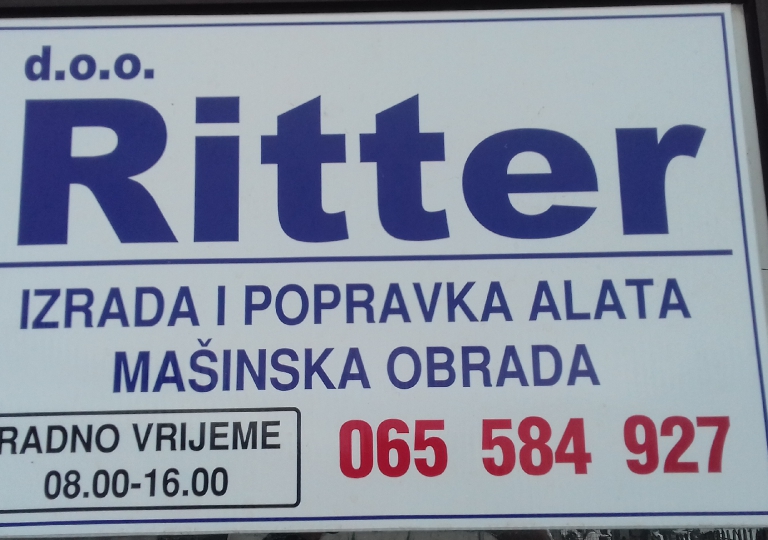 d.o.o.
Ritter
IZRADA I POPRAVKA ALATA
MAŠINSKA OBRADA
RADNO VRIJEME
08.00-16.00
065 584 927